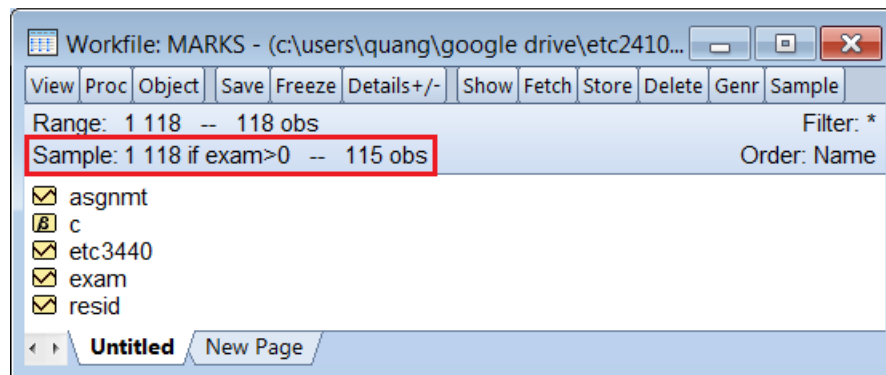 Workfile: MARKS - (c:\users\quang\google drive\etc2410...
View Proc Object Save Freeze Details+/- Show Fetch Store Delete Genr Sample
Range: 1 118 -- 118 obs Filter: *
Sample: 1 118 if exam>0 -- 115 obs Order: Name
asgnmt
β c
etc3440
exam
resid
Untitled New Page